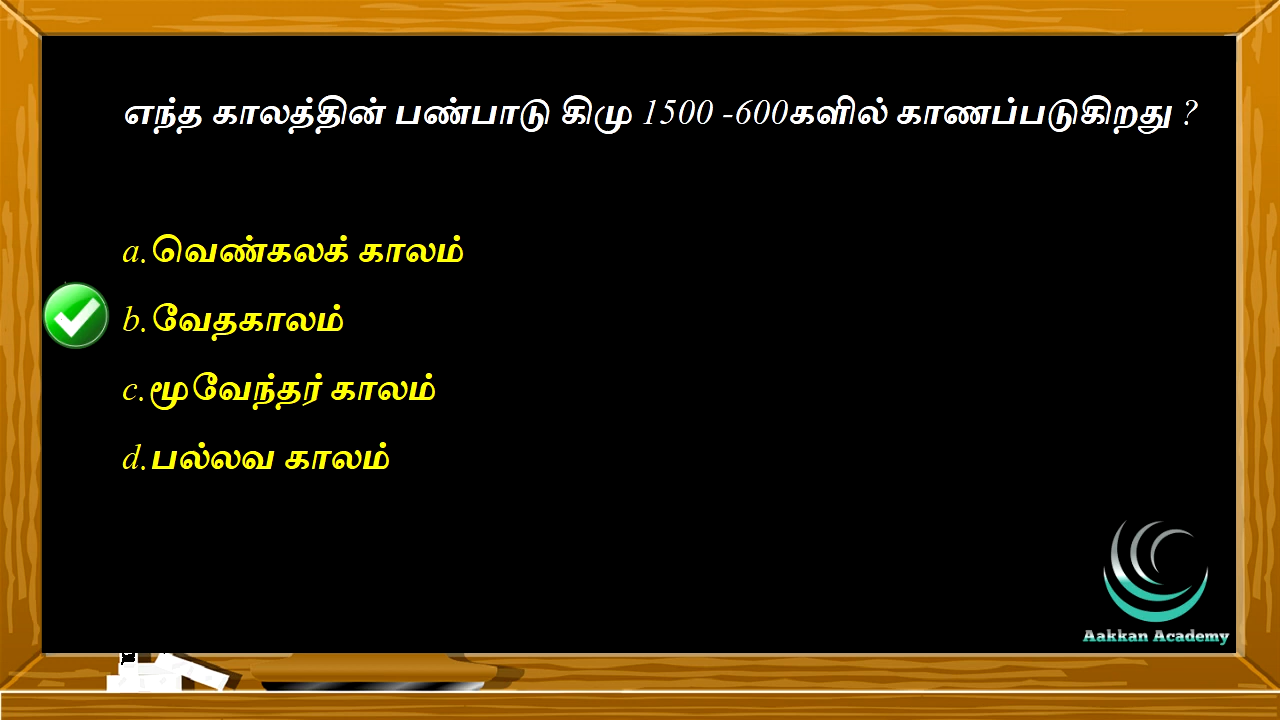 எந்த காலத்தின் பண்பாடு கிமு 1500 -600களில் காணப்படுகிறது ?
a.வெண்கலக் காலம்
b.வேதகாலம்
c.மூவேந்தர் காலம்
d.பல்லவ காலம்
Aakkan Academy